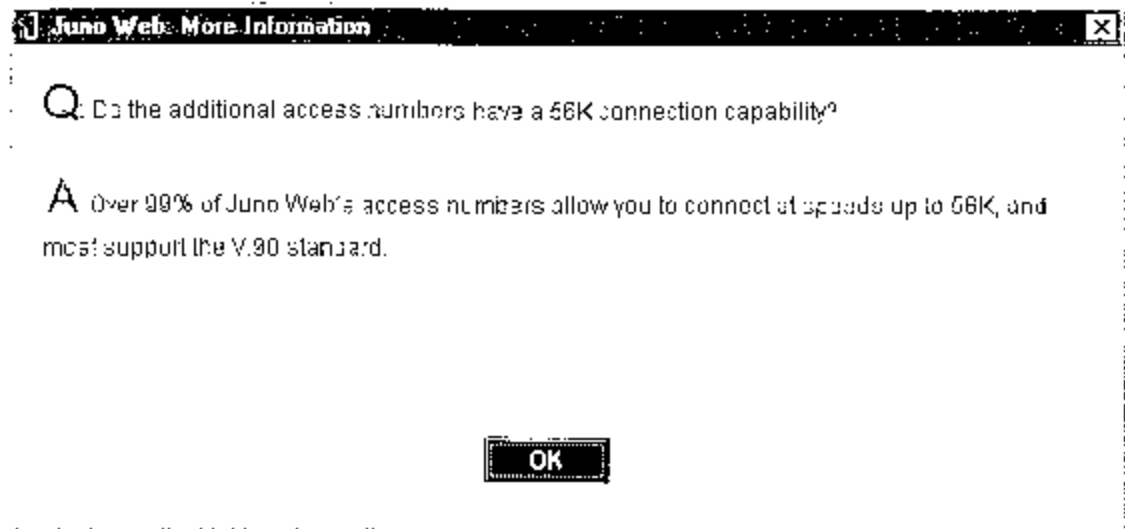 Juno Web: More Information
Q. Do the additional access numbers have a 56K connection capability?
A Over 99% of Juno Web's access numbers allow you to connect at speeds up to 56K, and
most support the V.90 standard.
OK